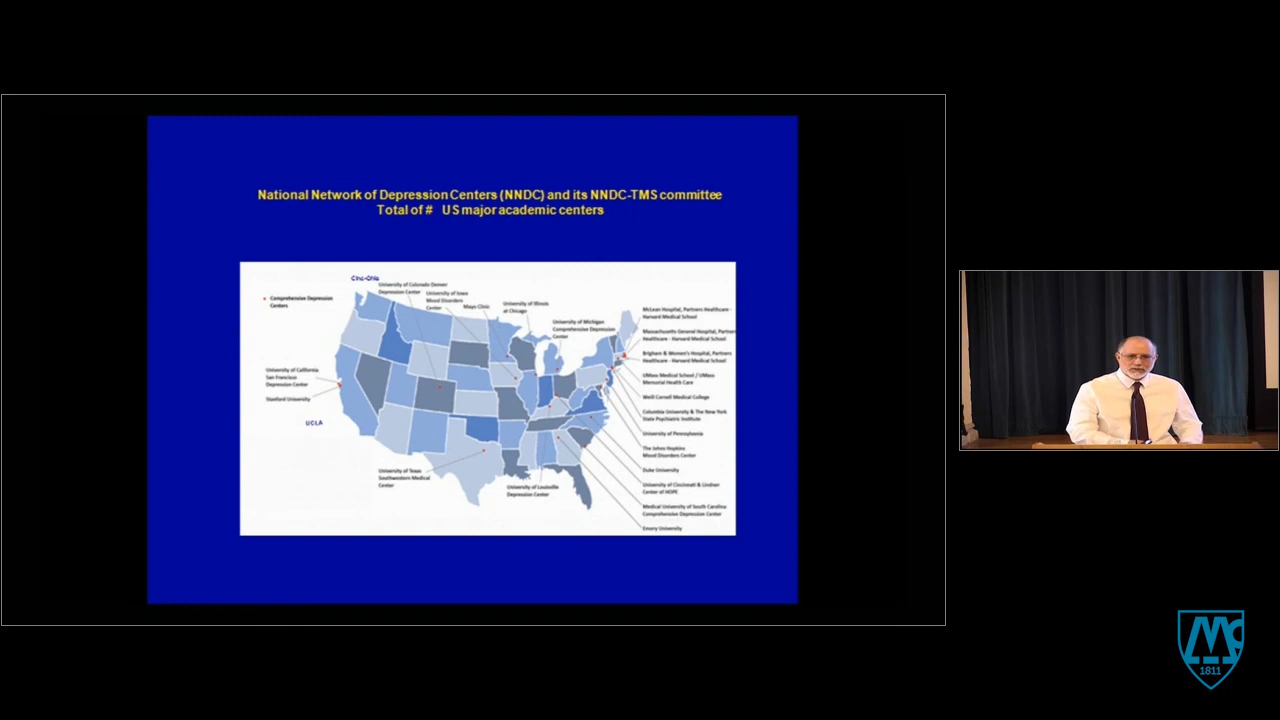 National Network of Depression Centers (NNDC) and its NNDC-TMS committee
Total of # US major academic centers
Cinc-Ohio
Comprehensive Depression
Centers
University of Colorado Denver
Depression Center
University of Iowa
Mood Disorders
Center
Mayo Clinic
University of Illinois
at Chicago
University of Michigan
Comprehensive Depression
Center
McLean Hospital, Partners Healthcare -
Harvard Medical School
Massachusetts General Hospital, Partners
Healthcare - Harvard Medical School
Brigham & Women's Hospital, Partners
Healthcare - Harvard Medical School
UMass Medical School / UMass
Memorial Health Care
Weill Cornell Medical College
Columbia University & The New York
State Psychiatric Institute
University of Pennsylvania
The Johns Hopkins
Mood Disorders Center
Duke University
University of Cincinnati & Lindner
Center of HOPE
Medical University of South Carolina
Comprehensive Depression Center
Emory University
University of California
San Francisco
Depression Center
Stanford University
UCLA
University of Texas
Southwestern Medical
Center
University of Louisville
Depression Center
Mc
1811